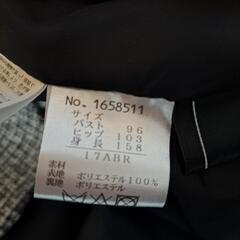 No. 1658511
サイズ
バスト 96
ヒップ 103
身長 158
17ABR
素材
表地 ポリエステル100%
裏地 ポリエステル